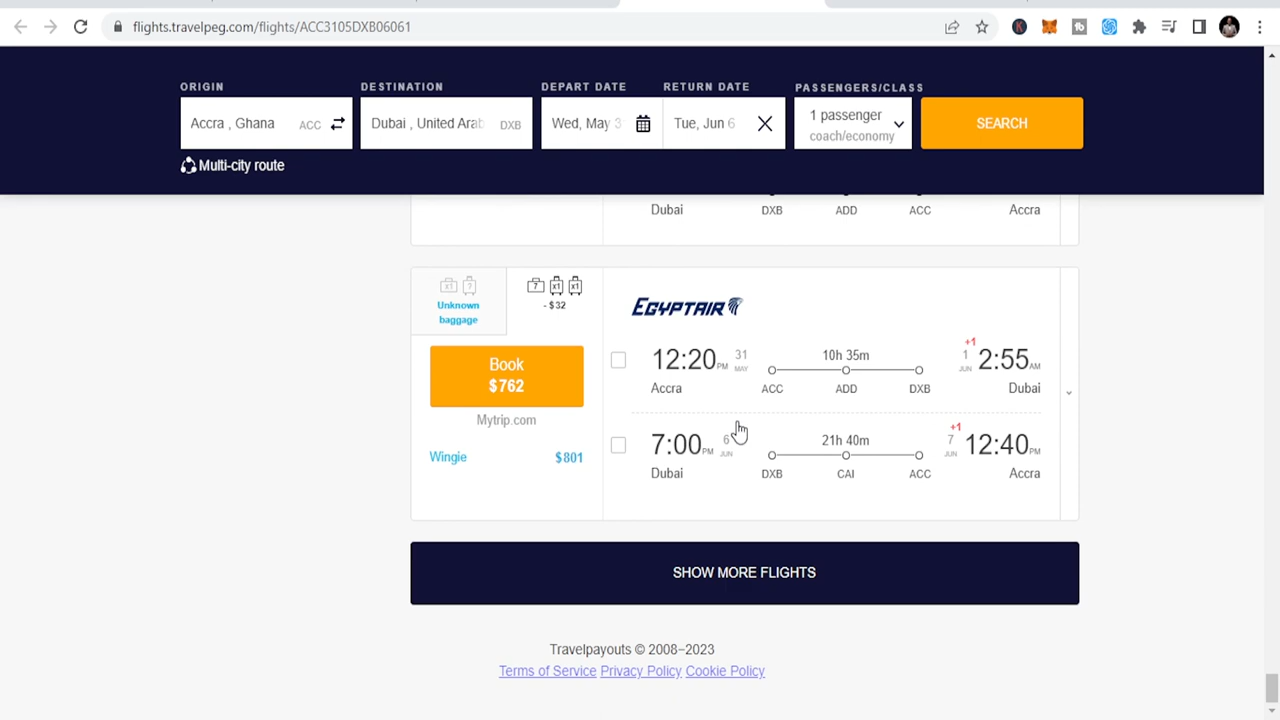 flights.travelpeg.com/flights/ACC3105DXB06061
ORIGIN DESTINATION DEPART DATE RETURN DATE PASSENGERS/CLASS
Accra , Ghana ACC Dubai , United Arab DXB Wed, May 3 Tue, Jun 6 1 passenger coach/economy SEARCH
Multi-city route
Dubai DXB ADD ACC Accra
x1 ? 7 x1 x1
Unknown baggage - $32
EGYPTAIR
Book $762
Mytrip.com
Wingie $801
12:20 PM 31 MAY 10h 35m +1 1 JUN 2:55 AM
Accra ACC ADD DXB Dubai
7:00 PM 6 JUN 21h 40m +1 7 JUN 12:40 PM
Dubai DXB CAI ACC Accra
SHOW MORE FLIGHTS
Travelpayouts © 2008–2023
Terms of Service Privacy Policy Cookie Policy